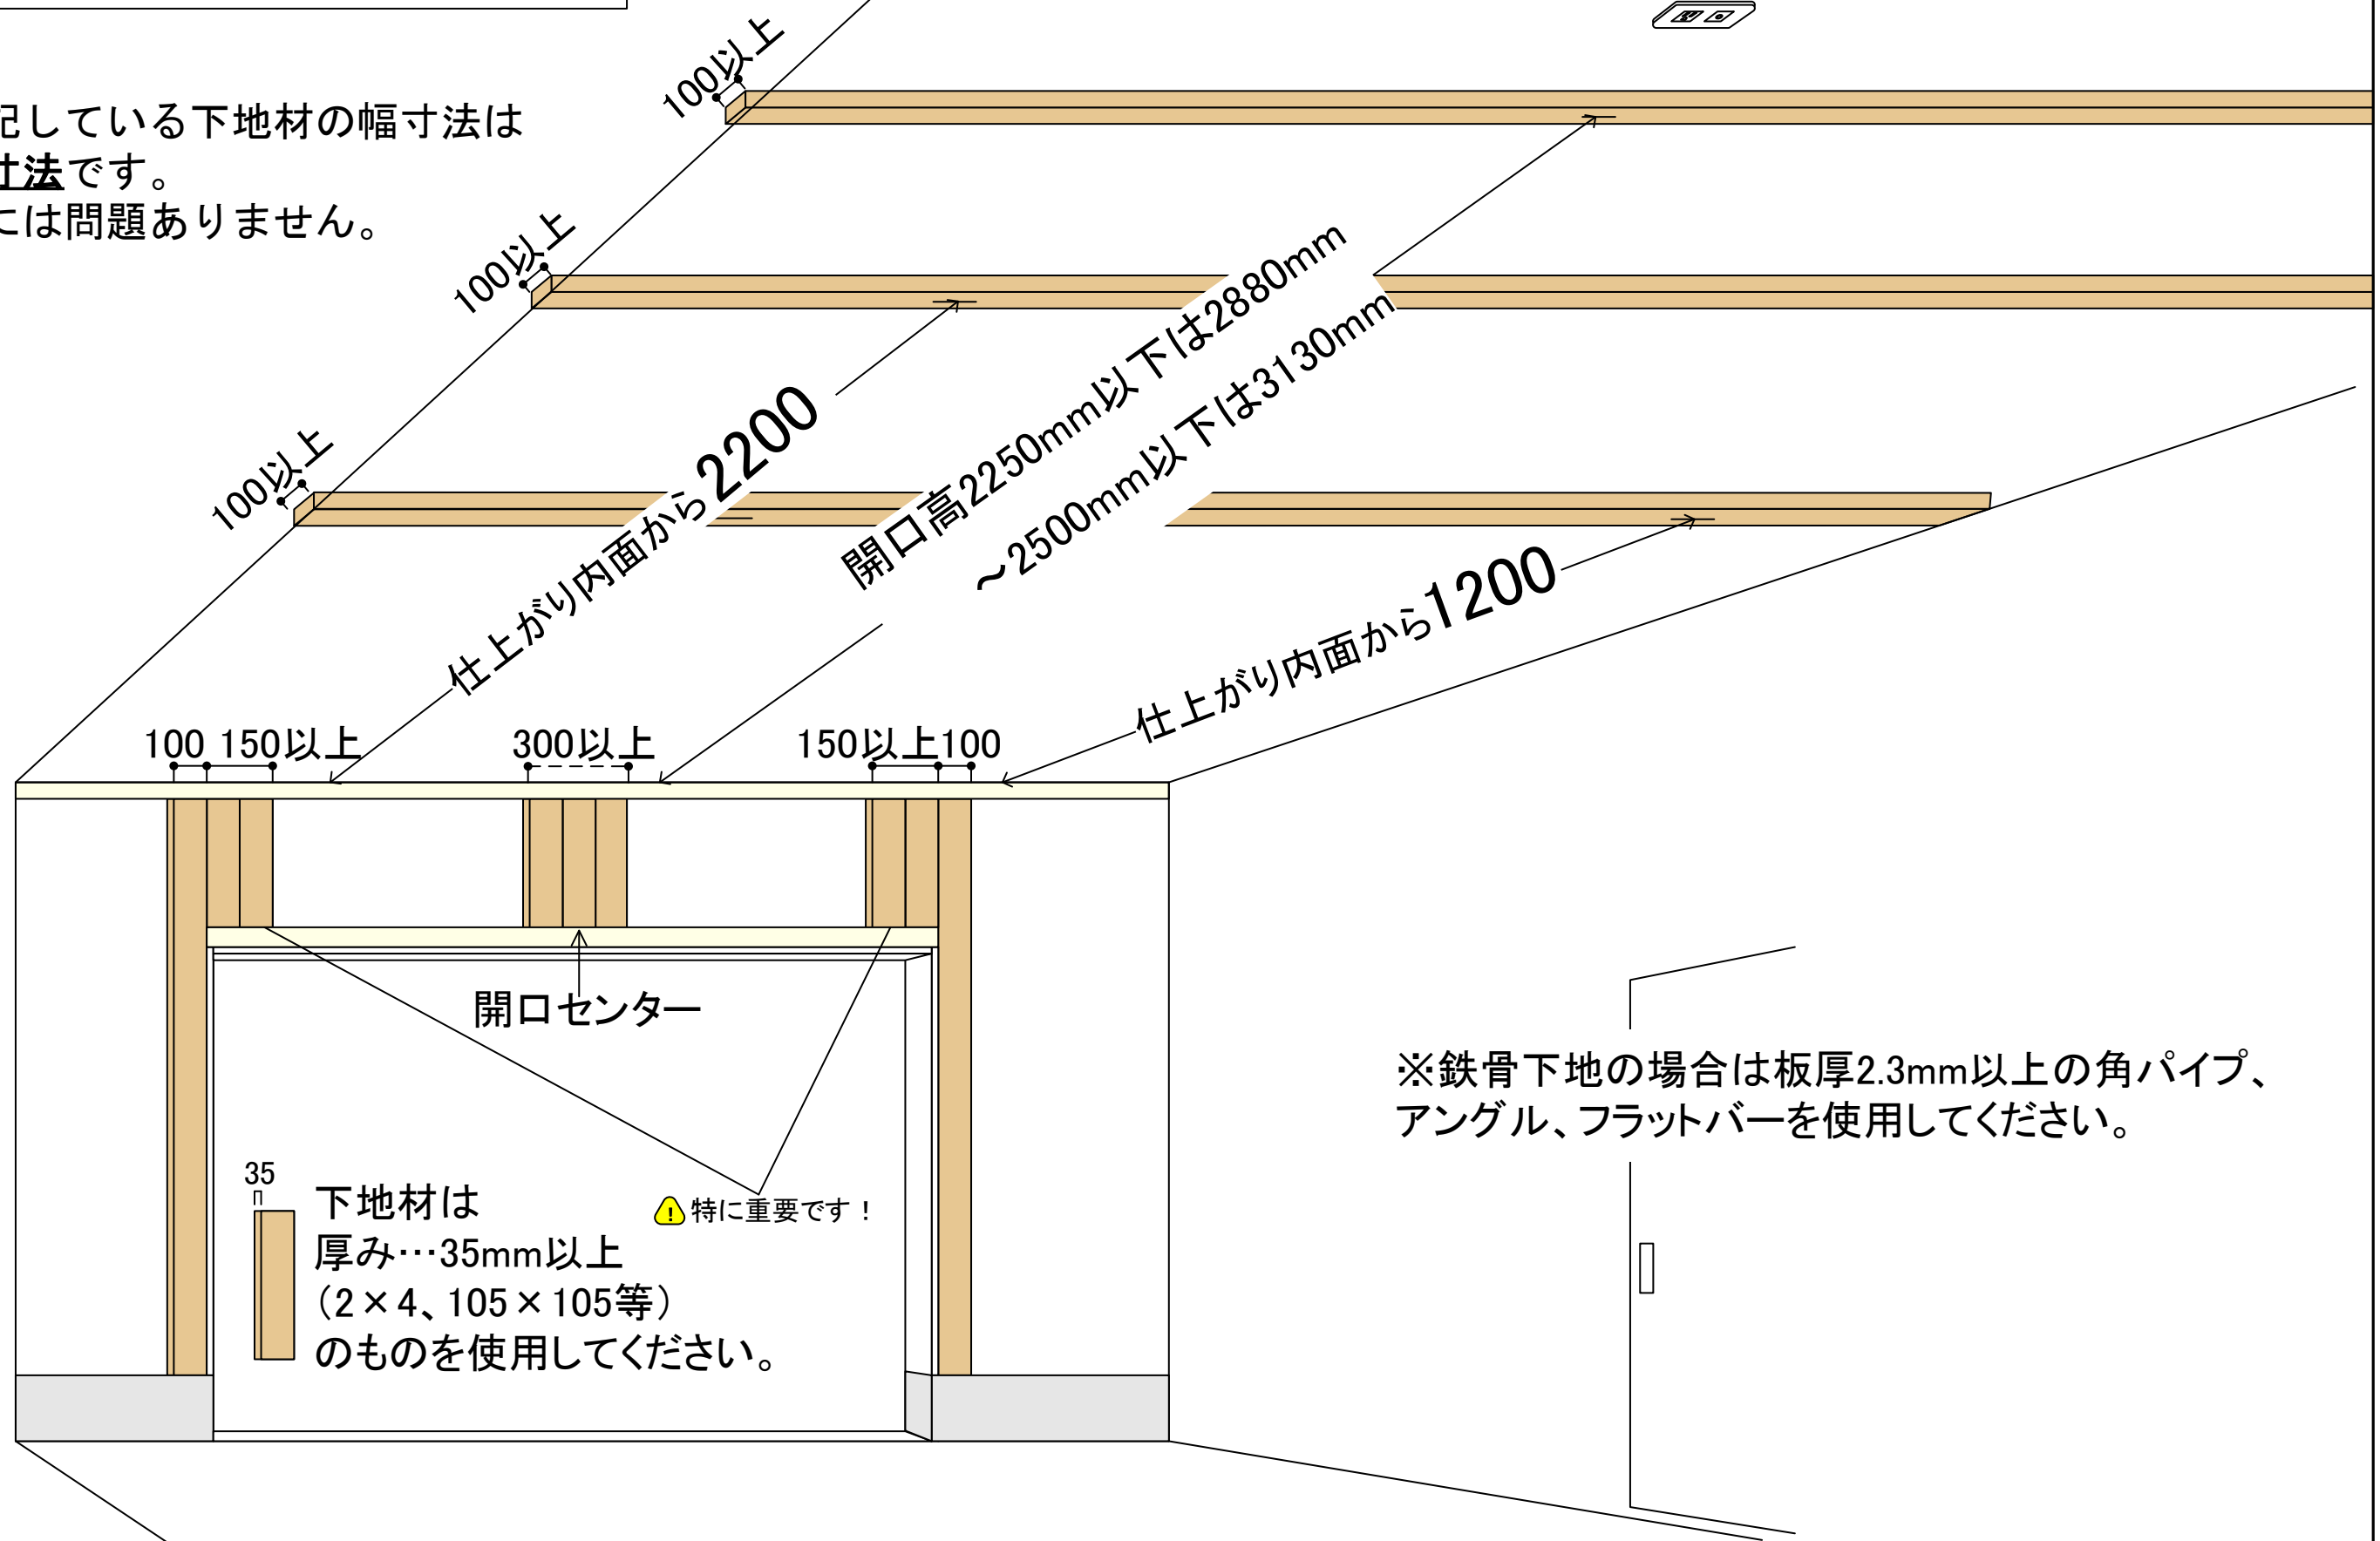 100以上
記している下地材の幅寸法は
寸法です。
には問題ありません。
100以上
100以上
開口高2250mm以下は2880mm
～2500mm以下は3130mm
仕上がり内面から2200
仕上がり内面から1200
100 150以上
300以上
150以上100
開口センター
※鉄骨下地の場合は板厚2.3mm以上の角パイプ、
アングル、フラットバーを使用してください。
35
下地材は
厚み…35mm以上
（2×4、105×105等）
のものを使用してください。
特に重要です！